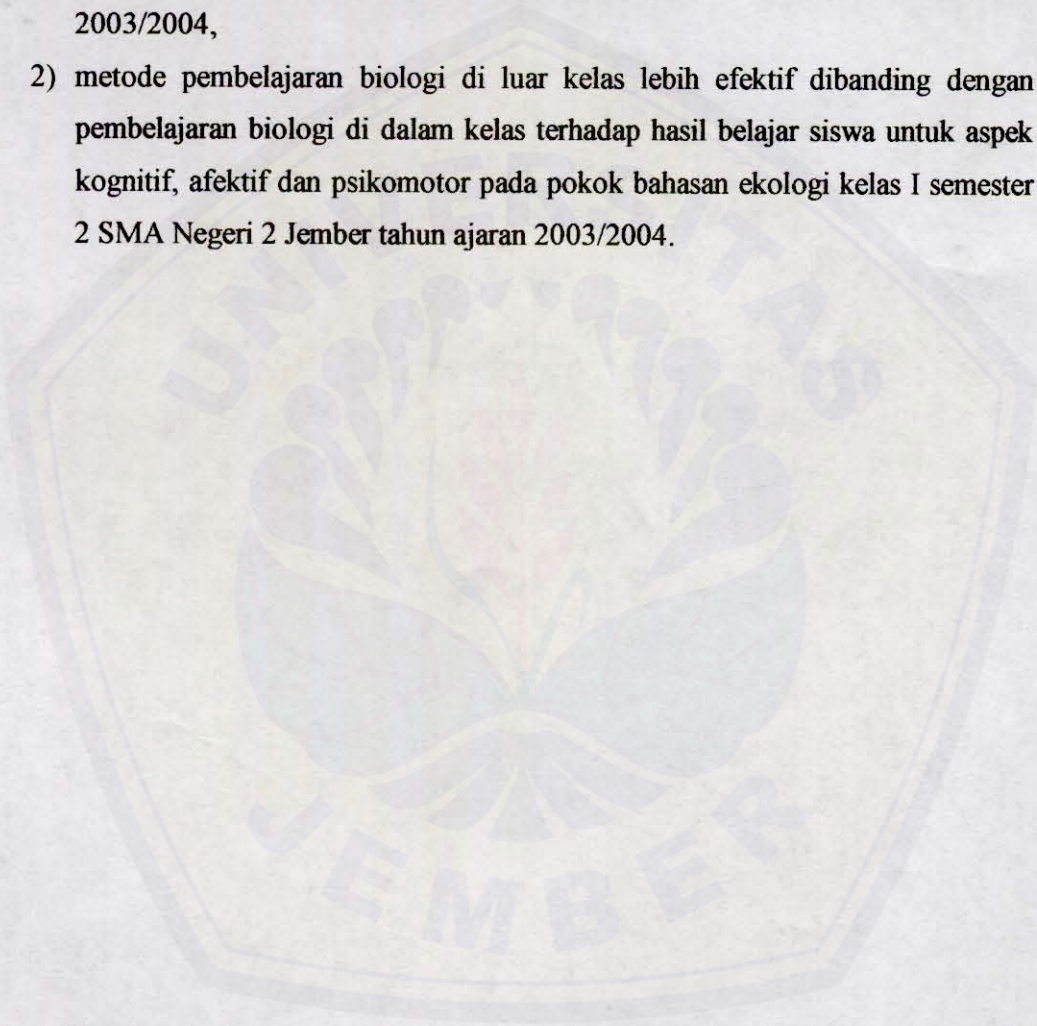 2003/2004,
2) metode pembelajaran biologi di luar kelas lebih efektif dibanding dengan
pembelajaran biologi di dalam kelas terhadap hasil belajar siswa untuk aspek
kognitif, afektif dan psikomotor pada pokok bahasan ekologi kelas I semester
2 SMA Negeri 2 Jember tahun ajaran 2003/2004.
UNIVERSITAS
JEMBER